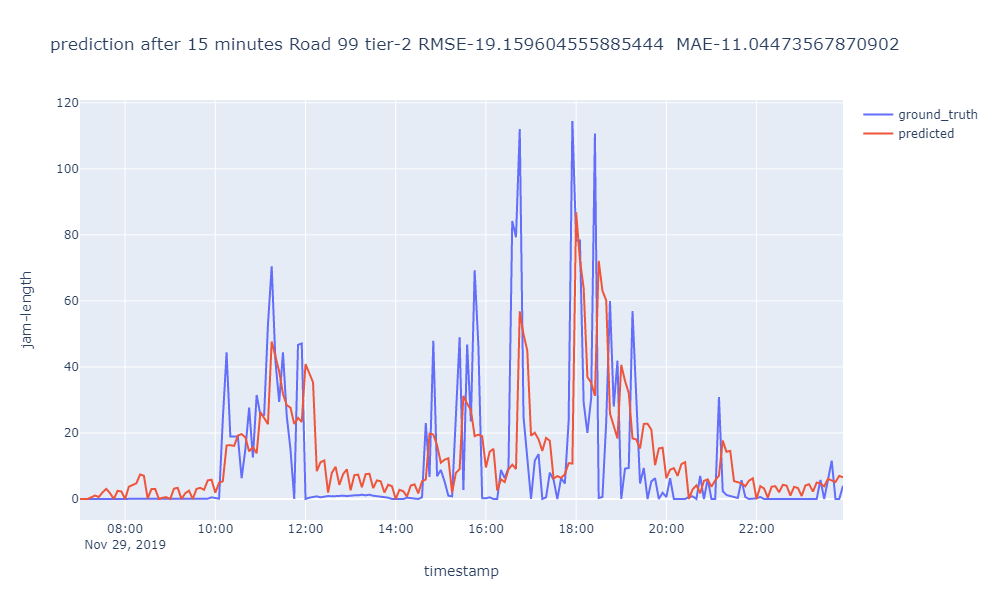 prediction after 15 minutes Road 99 tier-2 RMSE-19.159604555885444  MAE-11.04473567870902
ground_truth
predicted
jam-length
120
100
80
60
40
20
0
08:00 10:00 12:00 14:00 16:00 18:00 20:00 22:00
Nov 29, 2019
timestamp